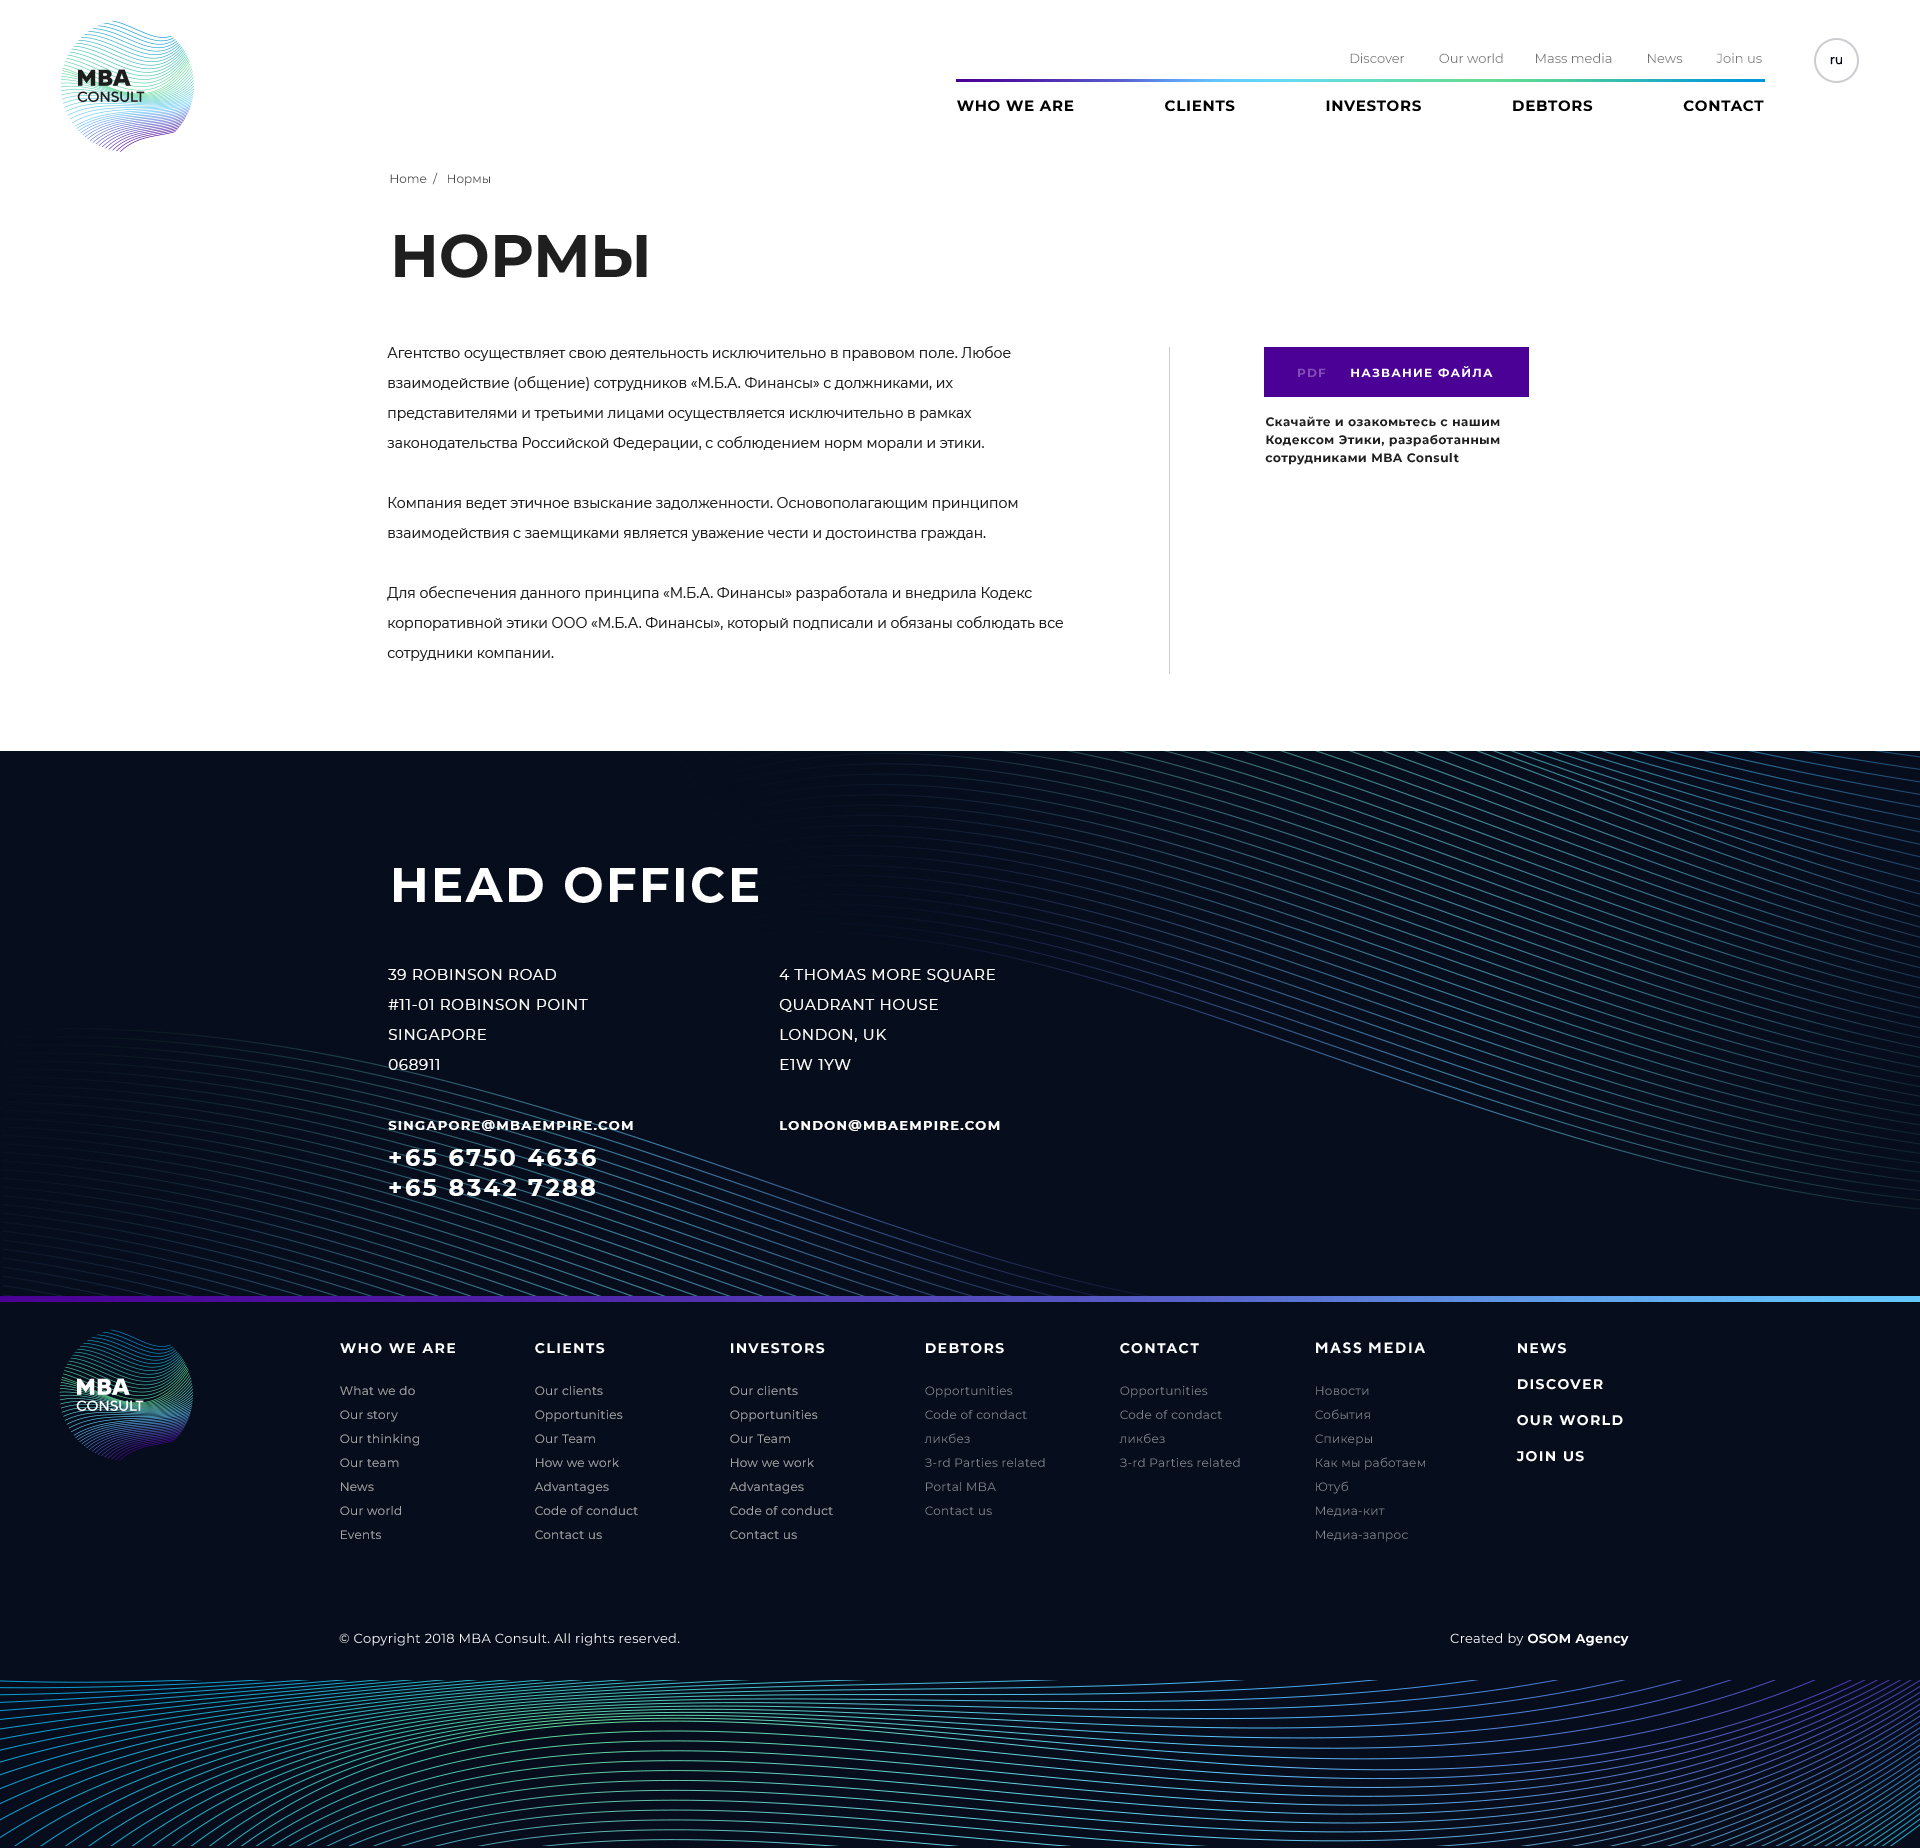 MBA
CONSULT
Discover Our world Mass media News Join us
ru
WHO WE ARE CLIENTS INVESTORS DEBTORS CONTACT
Home / Нормы
НОРМЫ
Агентство осуществляет свою деятельность исключительно в правовом поле. Любое
взаимодействие (общение) сотрудников «М.Б.А. Финансы» с должниками, их
представителями и третьими лицами осуществляется исключительно в рамках
законодательства Российской Федерации, с соблюдением норм морали и этики.
Компания ведет этичное взыскание задолженности. Основополагающим принципом
взаимодействия с заемщиками является уважение чести и достоинства граждан.
Для обеспечения данного принципа «М.Б.А. Финансы» разработала и внедрила Кодекс
корпоративной этики ООО «М.Б.А. Финансы», который подписали и обязаны соблюдать все
сотрудники компании.
PDF НАЗВАНИЕ ФАЙЛА
Скачайте и озакомьтесь с нашим
Кодексом Этики, разработанным
сотрудниками MBA Consult
HEAD OFFICE
39 ROBINSON ROAD
#11-01 ROBINSON POINT
SINGAPORE
068911
SINGAPORE@MBAEMPIRE.COM
+65 6750 4636
+65 8342 7288
4 THOMAS MORE SQUARE
QUADRANT HOUSE
LONDON, UK
E1W 1YW
LONDON@MBAEMPIRE.COM
MBA
CONSULT
WHO WE ARE
What we do
Our story
Our thinking
Our team
News
Our world
Events
CLIENTS
Our clients
Opportunities
Our Team
How we work
Advantages
Code of conduct
Contact us
INVESTORS
Our clients
Opportunities
Our Team
How we work
Advantages
Code of conduct
Contact us
DEBTORS
Opportunities
Code of condact
ликбез
3-rd Parties related
Portal MBA
Contact us
CONTACT
Opportunities
Code of condact
ликбез
3-rd Parties related
MASS MEDIA
Новости
События
Спикеры
Как мы работаем
Ютуб
Медиа-кит
Медиа-запрос
NEWS
DISCOVER
OUR WORLD
JOIN US
© Copyright 2018 MBA Consult. All rights reserved.
Created by OSOM Agency